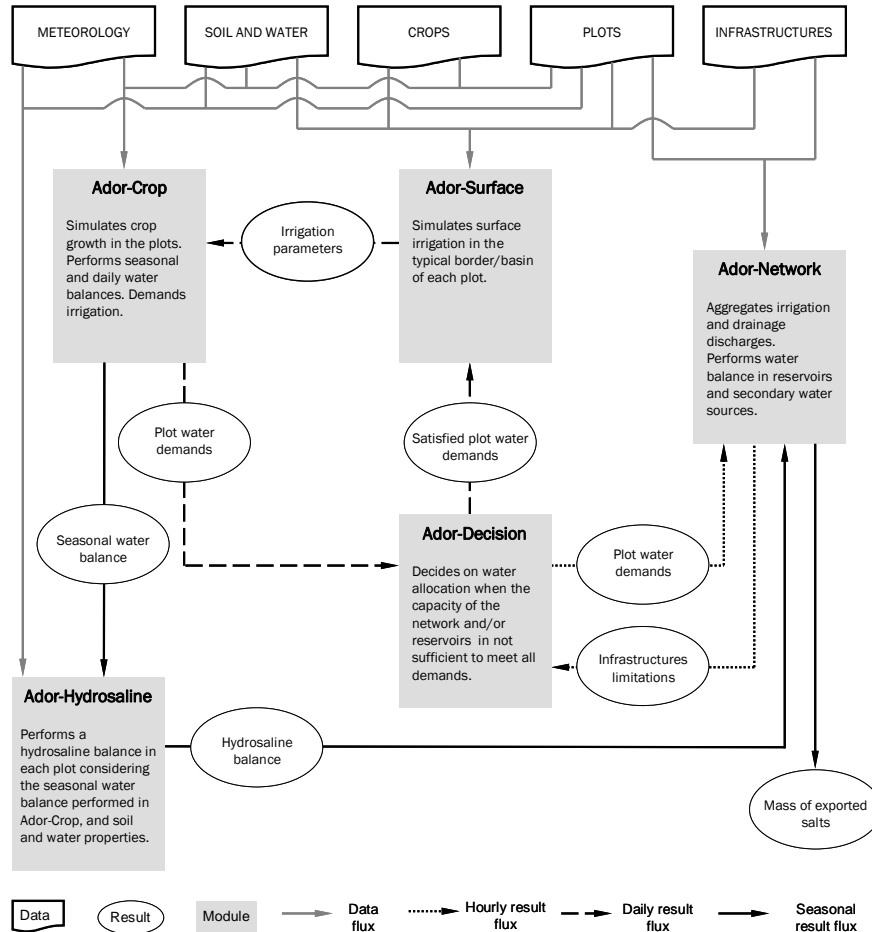 METEOROLOGY
SOIL AND WATER
CROPS
PLOTS
INFRASTRUCTURES
Ador-Crop
Simulates crop
growth in the plots.
Performs seasonal
and daily water
balances. Demands
irrigation.
Irrigation
parameters
Ador-Surface
Simulates surface
irrigation in the
typical border/basin
of each plot.
Ador-Network
Aggregates irrigation
and drainage
discharges.
Performs water
balance in reservoirs
and secondary water
sources.
Plot water
demands
Satisfied plot water
demands
Seasonal water
balance
Ador-Decision
Decides on water
allocation when the
capacity of the
network and/or
reservoirs in not
sufficient to meet all
demands.
Plot water
demands
Infrastructures
limitations
Ador-Hydrosaline
Performs a
hydrosaline balance in
each plot considering
the seasonal water
balance performed in
Ador-Crop, and soil
and water properties.
Hydrosaline
balance
Mass of exported
salts
Data
Result
Module
Data
flux
Hourly result
flux
Daily result
flux
Seasonal
result flux